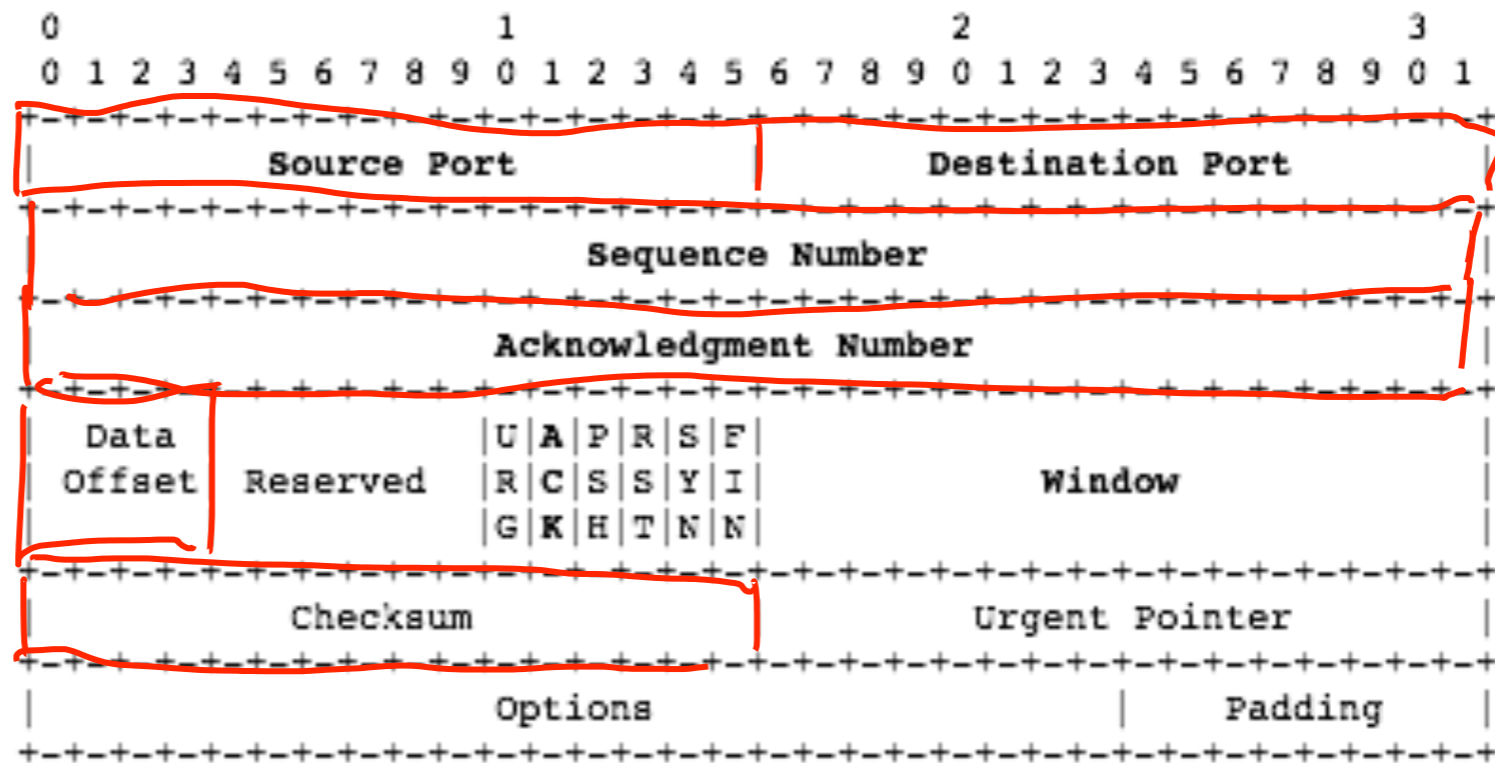 0                   1                   2                   3
0 1 2 3 4 5 6 7 8 9 0 1 2 3 4 5 6 7 8 9 0 1 2 3 4 5 6 7 8 9 0 1
+-+-+-+-+-+-+-+-+-+-+-+-+-+-+-+-+-+-+-+-+-+-+-+-+-+-+-+-+-+-+-+-+
|          Source Port          |       Destination Port        |
+-+-+-+-+-+-+-+-+-+-+-+-+-+-+-+-+-+-+-+-+-+-+-+-+-+-+-+-+-+-+-+-+
|                        Sequence Number                        |
+-+-+-+-+-+-+-+-+-+-+-+-+-+-+-+-+-+-+-+-+-+-+-+-+-+-+-+-+-+-+-+-+
|                    Acknowledgment Number                      |
+-+-+-+-+-+-+-+-+-+-+-+-+-+-+-+-+-+-+-+-+-+-+-+-+-+-+-+-+-+-+-+-+
|  Data |           |U|A|P|R|S|F|                               |
| Offset| Reserved  |R|C|S|S|Y|I|            Window             |
|       |           |G|K|H|T|N|N|                               |
+-+-+-+-+-+-+-+-+-+-+-+-+-+-+-+-+-+-+-+-+-+-+-+-+-+-+-+-+-+-+-+-+
|           Checksum            |         Urgent Pointer        |
+-+-+-+-+-+-+-+-+-+-+-+-+-+-+-+-+-+-+-+-+-+-+-+-+-+-+-+-+-+-+-+-+
|                    Options                    |    Padding    |
+-+-+-+-+-+-+-+-+-+-+-+-+-+-+-+-+-+-+-+-+-+-+-+-+-+-+-+-+-+-+-+-+